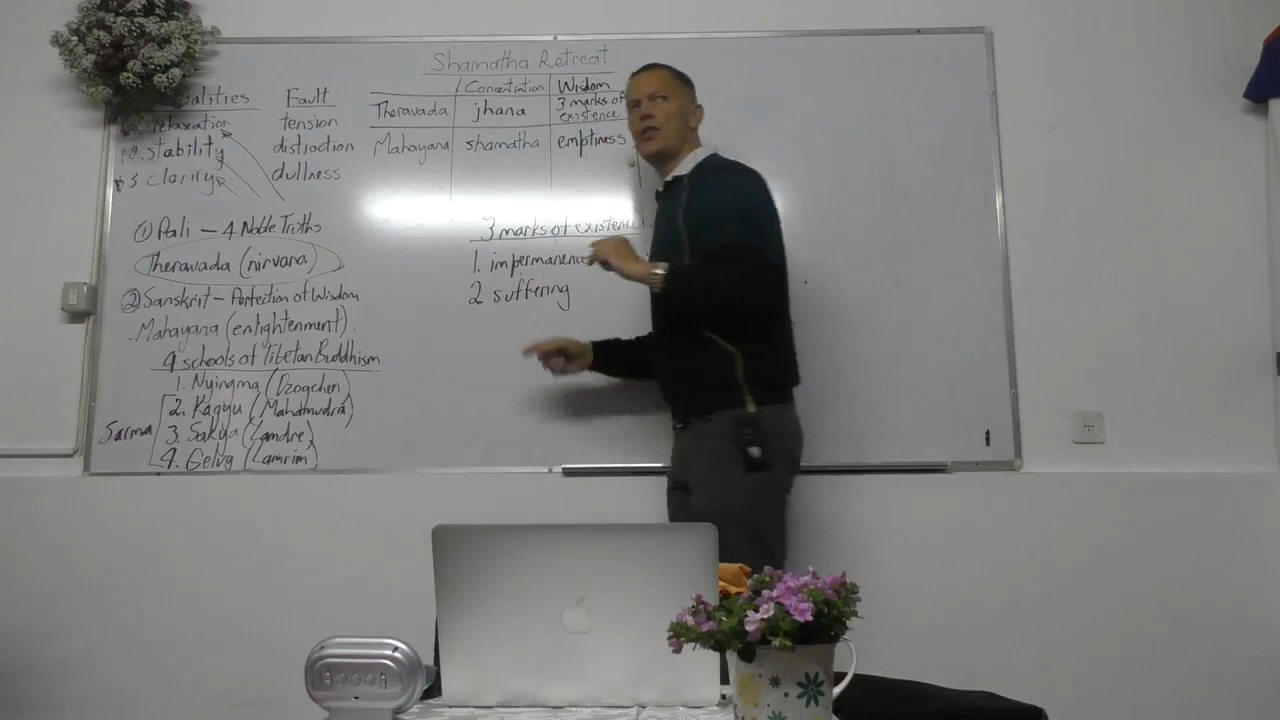 Shamatha Retreat
Concentration Wisdom
Theravada jhana 3 marks of existence
Mahayana shamatha emptiness
Fault
relaxation tension
2. stability distraction
3 clarity dullness
① Pali – 4 Noble Truths
Theravada (nirvana)
② Sanskrit – Perfection of Wisdom
Mahayana (enlightenment).
4 schools of Tibetan Buddhism
1. Nyingma (Dzogchen)
2. Kagyu (Mahamudra)
Sarma 3. Sakya (Lamdre)
4. Gelug (Lamrim)
3 marks of existence
1. impermanence
2. suffering